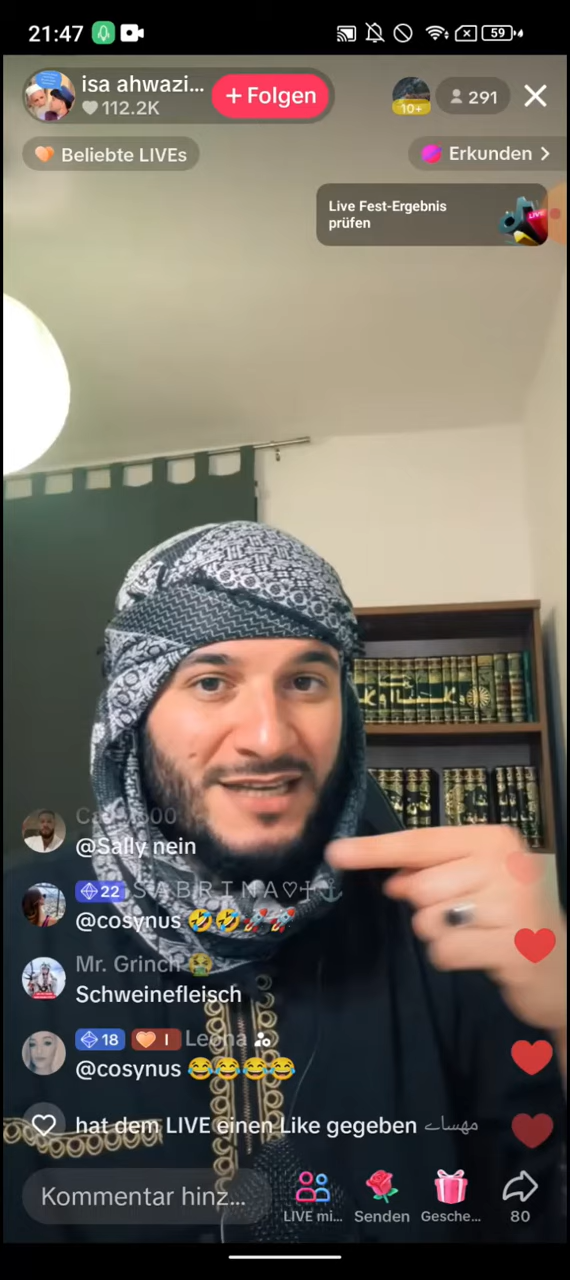 21:47
59
isa ahwazi...
112.2K
+ Folgen
10+
291
Beliebte LIVEs
Erkunden >
Live Fest-Ergebnis
prüfen
LIVE
@Sally nein
22 S A B R I N A ♡☥⚓
@cosynus 🤣🤣🚀🚀
Mr. Grinch 🤮
Schweinefleisch
18 I Leona
@cosynus 😂😂😂😂
hat dem LIVE einen Like gegeben مهساے
Kommentar hinz...
LIVE mi...
Senden
Gesche...
80